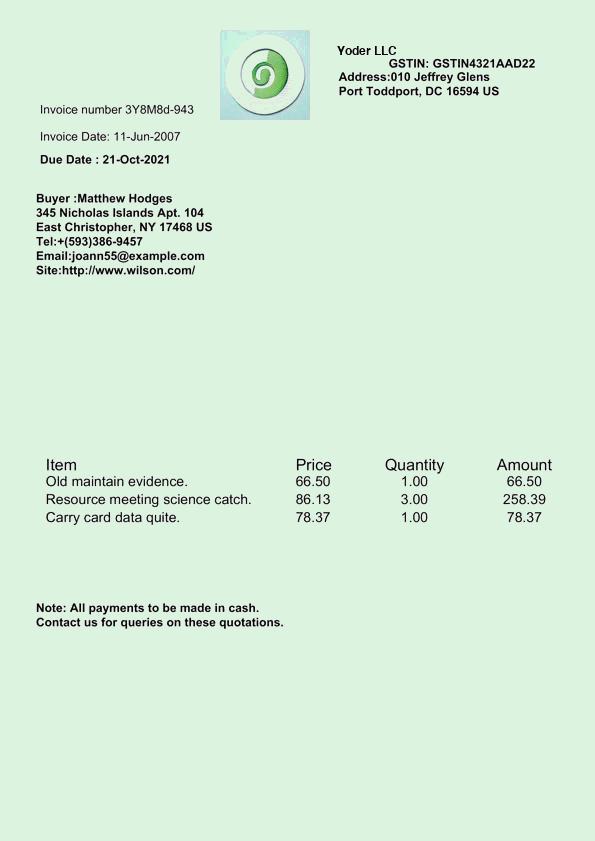 Yoder LLC
GSTIN: GSTIN4321AAD22
Address:010 Jeffrey Glens
Port Toddport, DC 16594 US
Invoice number 3Y8M8d-943
Invoice Date: 11-Jun-2007
Due Date : 21-Oct-2021
Buyer :Matthew Hodges
345 Nicholas Islands Apt. 104
East Christopher, NY 17468 US
Tel:+(593)386-9457
Email:joann55@example.com
Site:http://www.wilson.com/
Item Price Quantity Amount
Old maintain evidence. 66.50 1.00 66.50
Resource meeting science catch. 86.13 3.00 258.39
Carry card data quite. 78.37 1.00 78.37
Note: All payments to be made in cash.
Contact us for queries on these quotations.